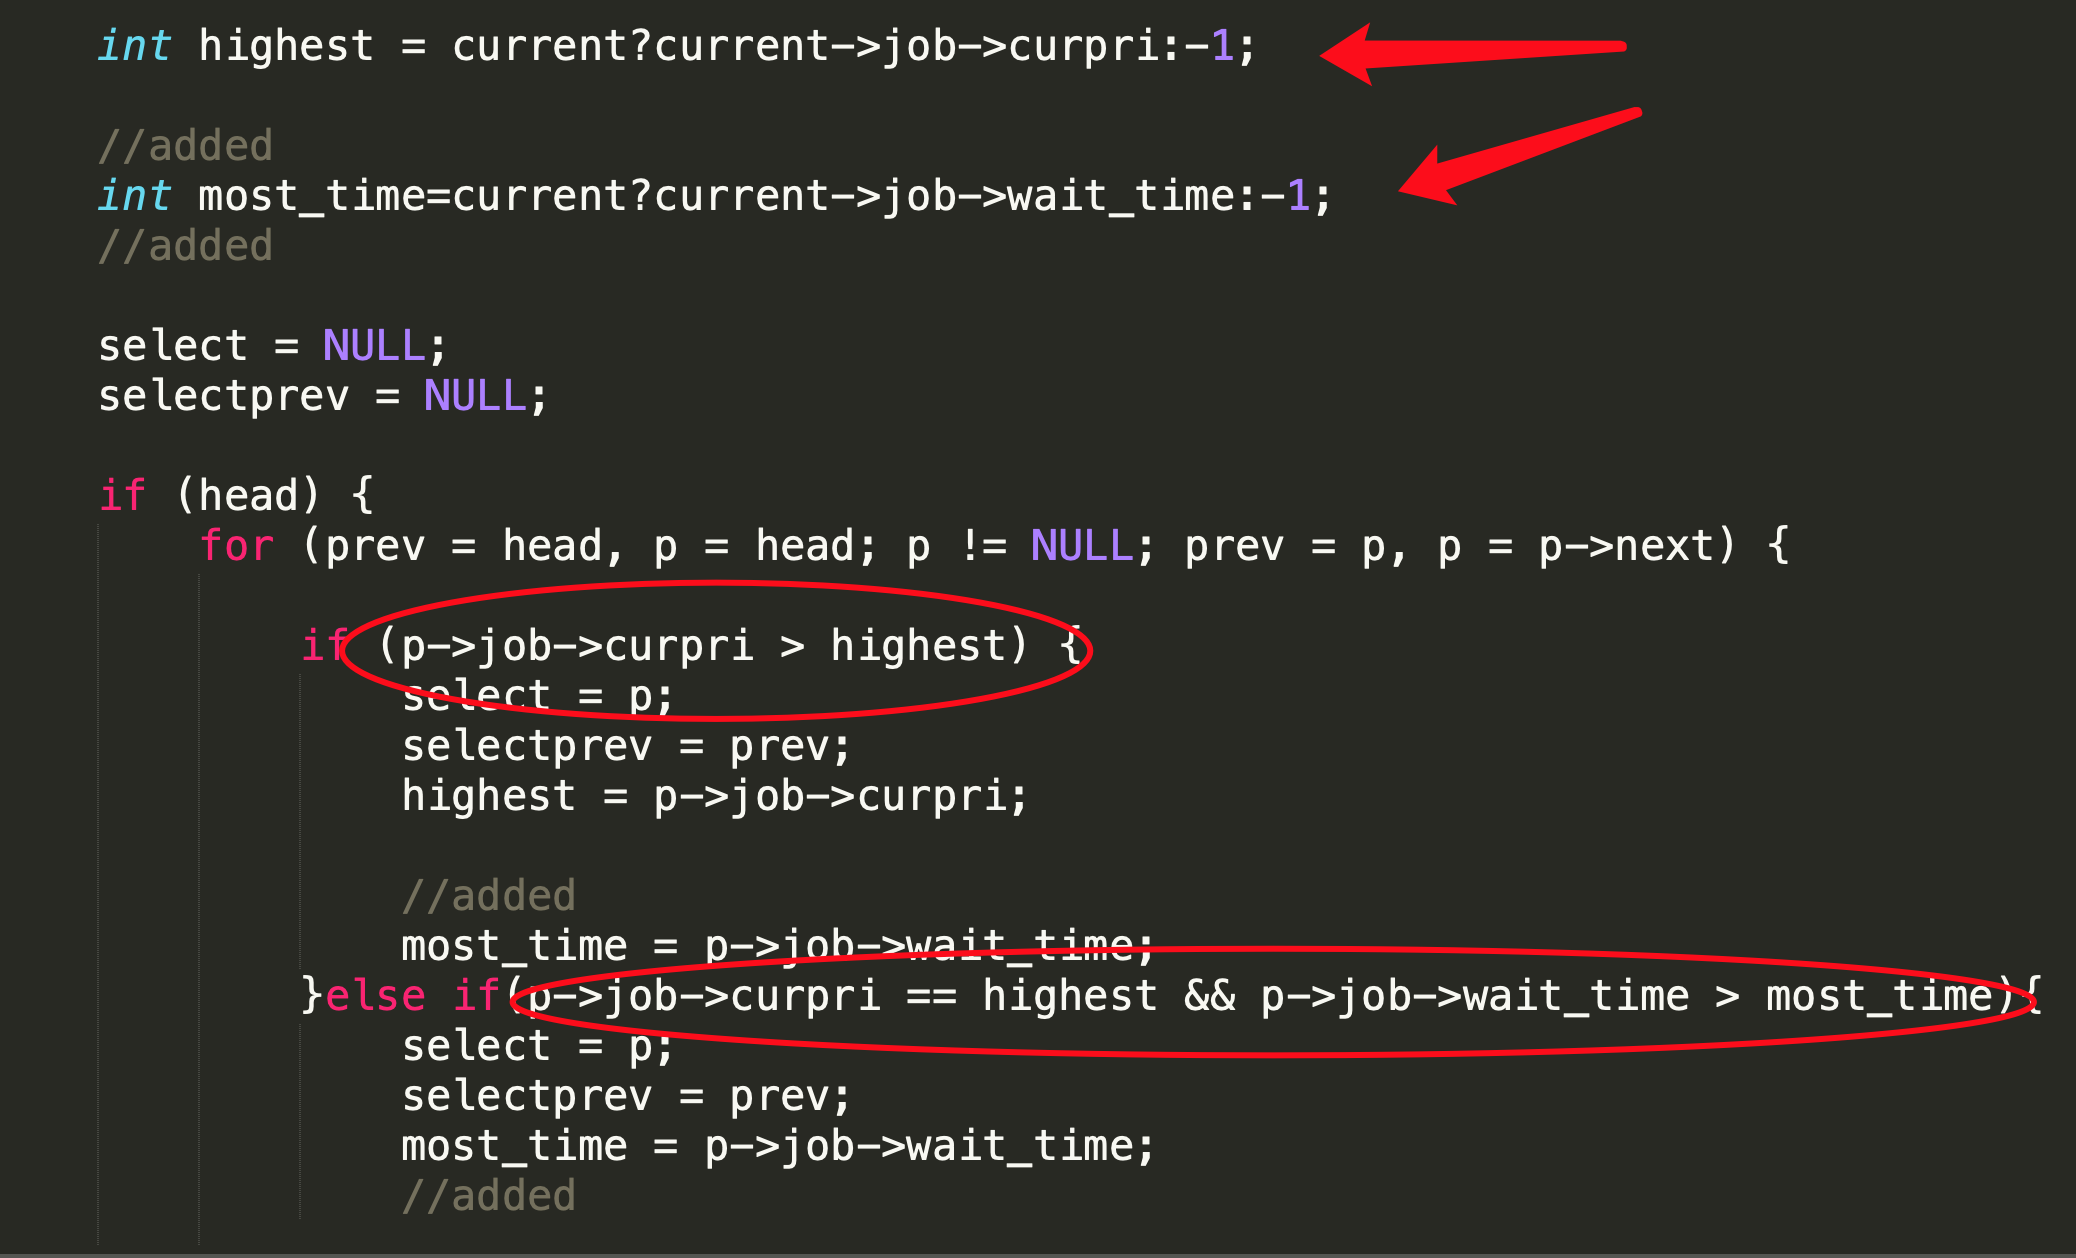 int highest = current?current->job->curpri:-1;
//added
int most_time=current?current->job->wait_time:-1;
//added
select = NULL;
selectprev = NULL;
if (head) {
for (prev = head, p = head; p != NULL; prev = p, p = p->next) {
if (p->job->curpri > highest) {
select = p;
selectprev = prev;
highest = p->job->curpri;
//added
most_time = p->job->wait_time;
}else if(p->job->curpri == highest && p->job->wait_time > most_time){
select = p;
selectprev = prev;
most_time = p->job->wait_time;
//added